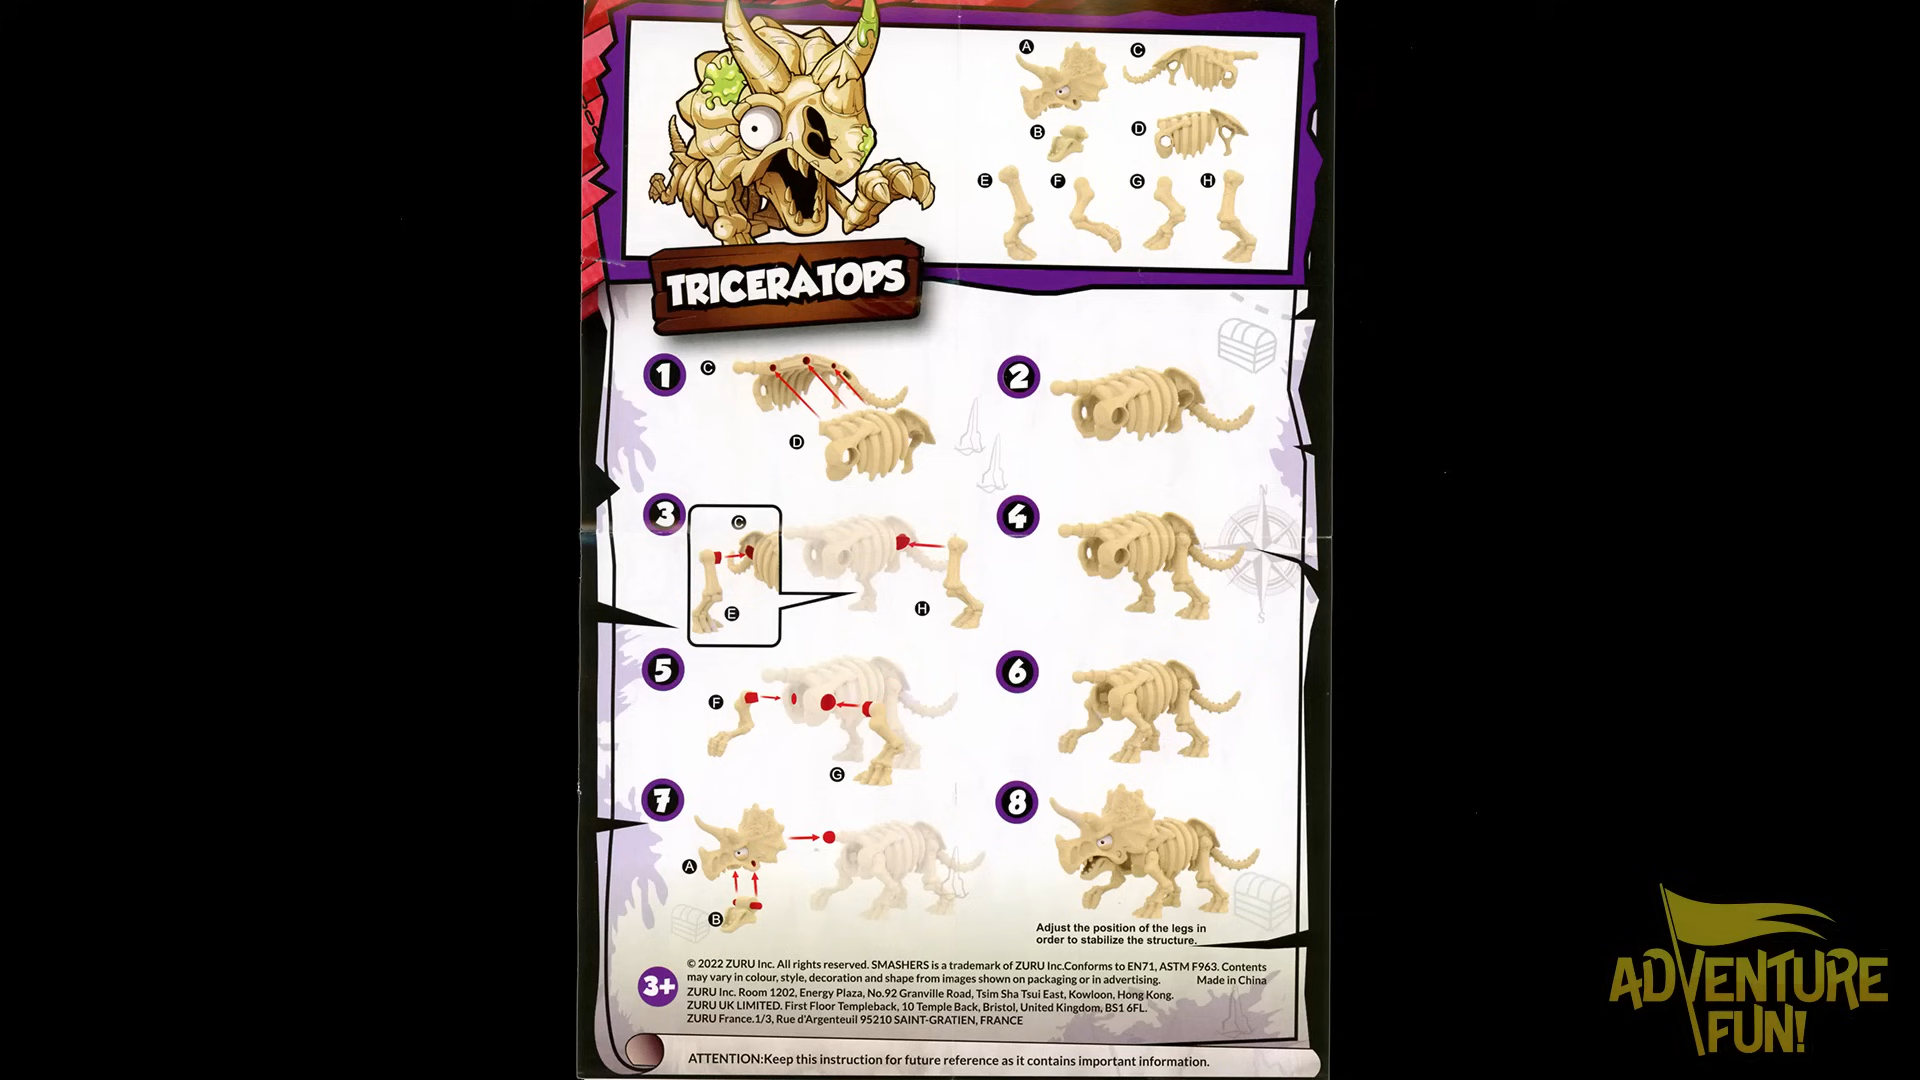 A
C
B
D
E
F
G
H
TRICERATOPS
1
C
D
2
3
C
E
H
4
5
F
G
6
7
A
B
8
Adjust the position of the legs in
order to stabilize the structure.
3+
© 2022 ZURU Inc. All rights reserved. SMASHERS is a trademark of ZURU Inc.Conforms to EN71, ASTM F963. Contents
may vary in colour, style, decoration and shape from images shown on packaging or in advertising. Made in China
ZURU Inc. Room 1202, Energy Plaza, No.92 Granville Road, Tsim Sha Tsui East, Kowloon, Hong Kong.
ZURU UK LIMITED. First Floor Templeback, 10 Temple Back, Bristol, United Kingdom, BS1 6FL.
ZURU France.1/3, Rue d'Argenteuil 95210 SAINT-GRATIEN, FRANCE
ATTENTION:Keep this instruction for future reference as it contains important information.
N
S
ADVENTURE
FUN!